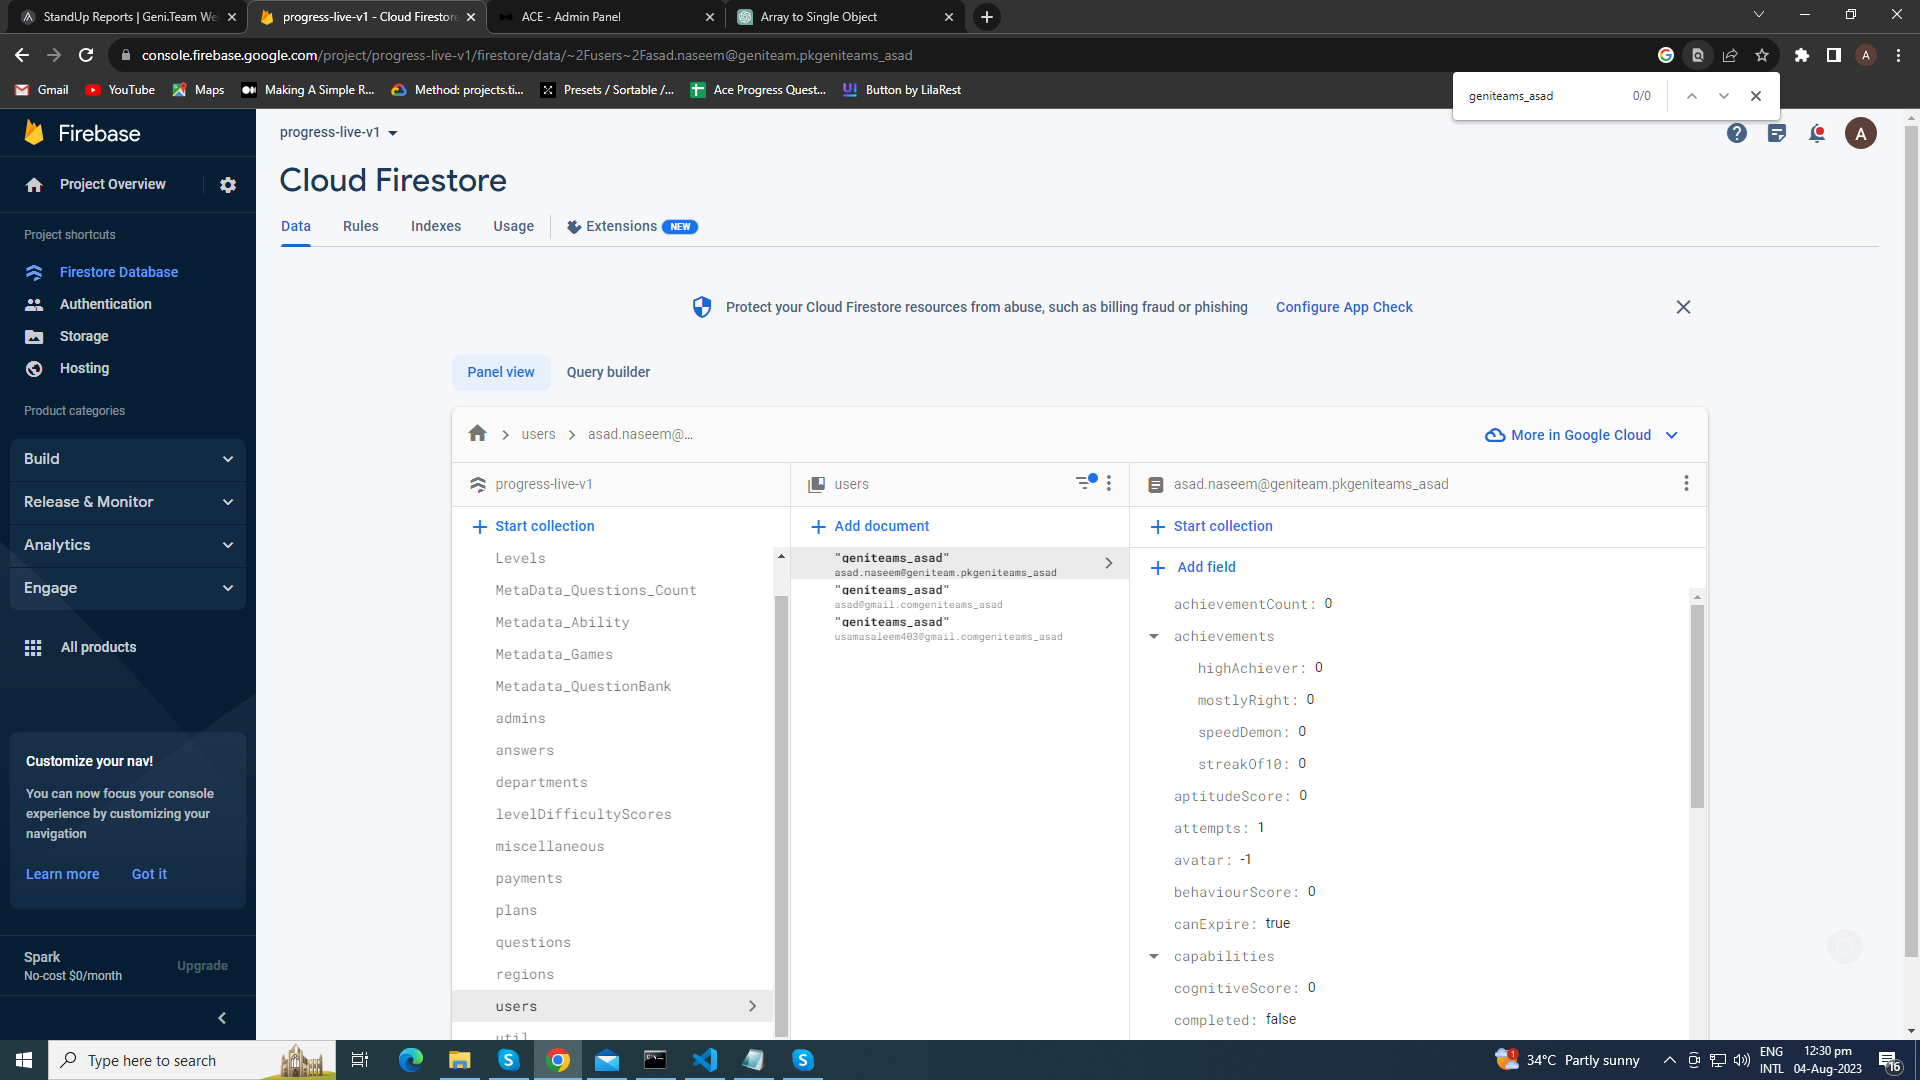 StandUp Reports | Geni.Team We
progress-live-v1 - Cloud Firestore
ACE - Admin Panel
Array to Single Object
console.firebase.google.com/project/progress-live-v1/firestore/data/~2Fusers~2Fasad.naseem@geniteam.pkgeniteams_asad
A
Gmail
YouTube
Maps
Making A Simple R...
Method: projects.ti...
Presets / Sortable /...
Ace Progress Quest...
Button by LilaRest
geniteams_asad
0/0
Firebase
progress-live-v1
A
Project Overview
Cloud Firestore
Data
Rules
Indexes
Usage
Extensions
NEW
Project shortcuts
Firestore Database
Authentication
Storage
Hosting
Product categories
Build
Release & Monitor
Analytics
Engage
All products
Customize your nav!
You can now focus your console
experience by customizing your
navigation
Learn more
Got it
Spark
No-cost $0/month
Upgrade
Protect your Cloud Firestore resources from abuse, such as billing fraud or phishing
Configure App Check
Panel view
Query builder
users
asad.naseem@...
More in Google Cloud
progress-live-v1
Start collection
Levels
MetaData_Questions_Count
Metadata_Ability
Metadata_Games
Metadata_QuestionBank
admins
answers
departments
levelDifficultyScores
miscellaneous
payments
plans
questions
regions
users
util
users
Add document
"geniteams_asad"
asad.naseem@geniteam.pkgeniteams_asad
"geniteams_asad"
asad@gmail.comgeniteams_asad
"geniteams_asad"
usamasaleem403@gmail.comgeniteams_asad
asad.naseem@geniteam.pkgeniteams_asad
Start collection
Add field
achievementCount: 0
achievements
highAchiever: 0
mostlyRight: 0
speedDemon: 0
streakOf10: 0
aptitudeScore: 0
attempts: 1
avatar: -1
behaviourScore: 0
canExpire: true
capabilities
cognitiveScore: 0
completed: false
Type here to search
1
34°C Partly sunny
ENG
INTL
12:30 pm
04-Aug-2023
16